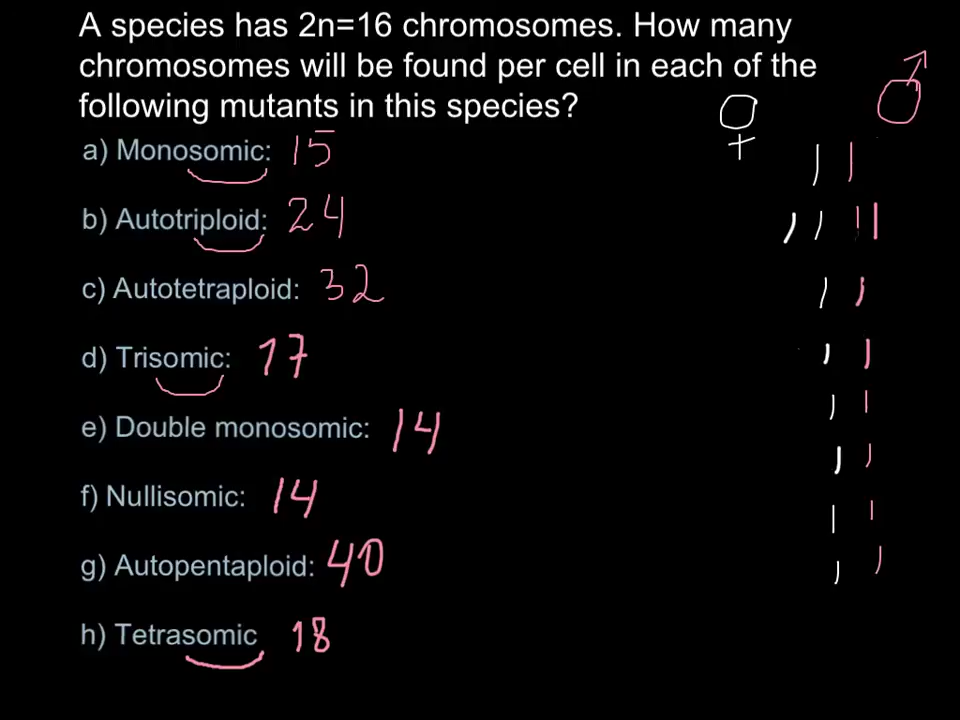 A species has 2n=16 chromosomes. How many
chromosomes will be found per cell in each of the
following mutants in this species?
a) Monosomic: 15
b) Autotriploid: 24
c) Autotetraploid: 32
d) Trisomic: 17
e) Double monosomic: 14
f) Nullisomic: 14
g) Autopentaploid: 40
h) Tetrasomic 18